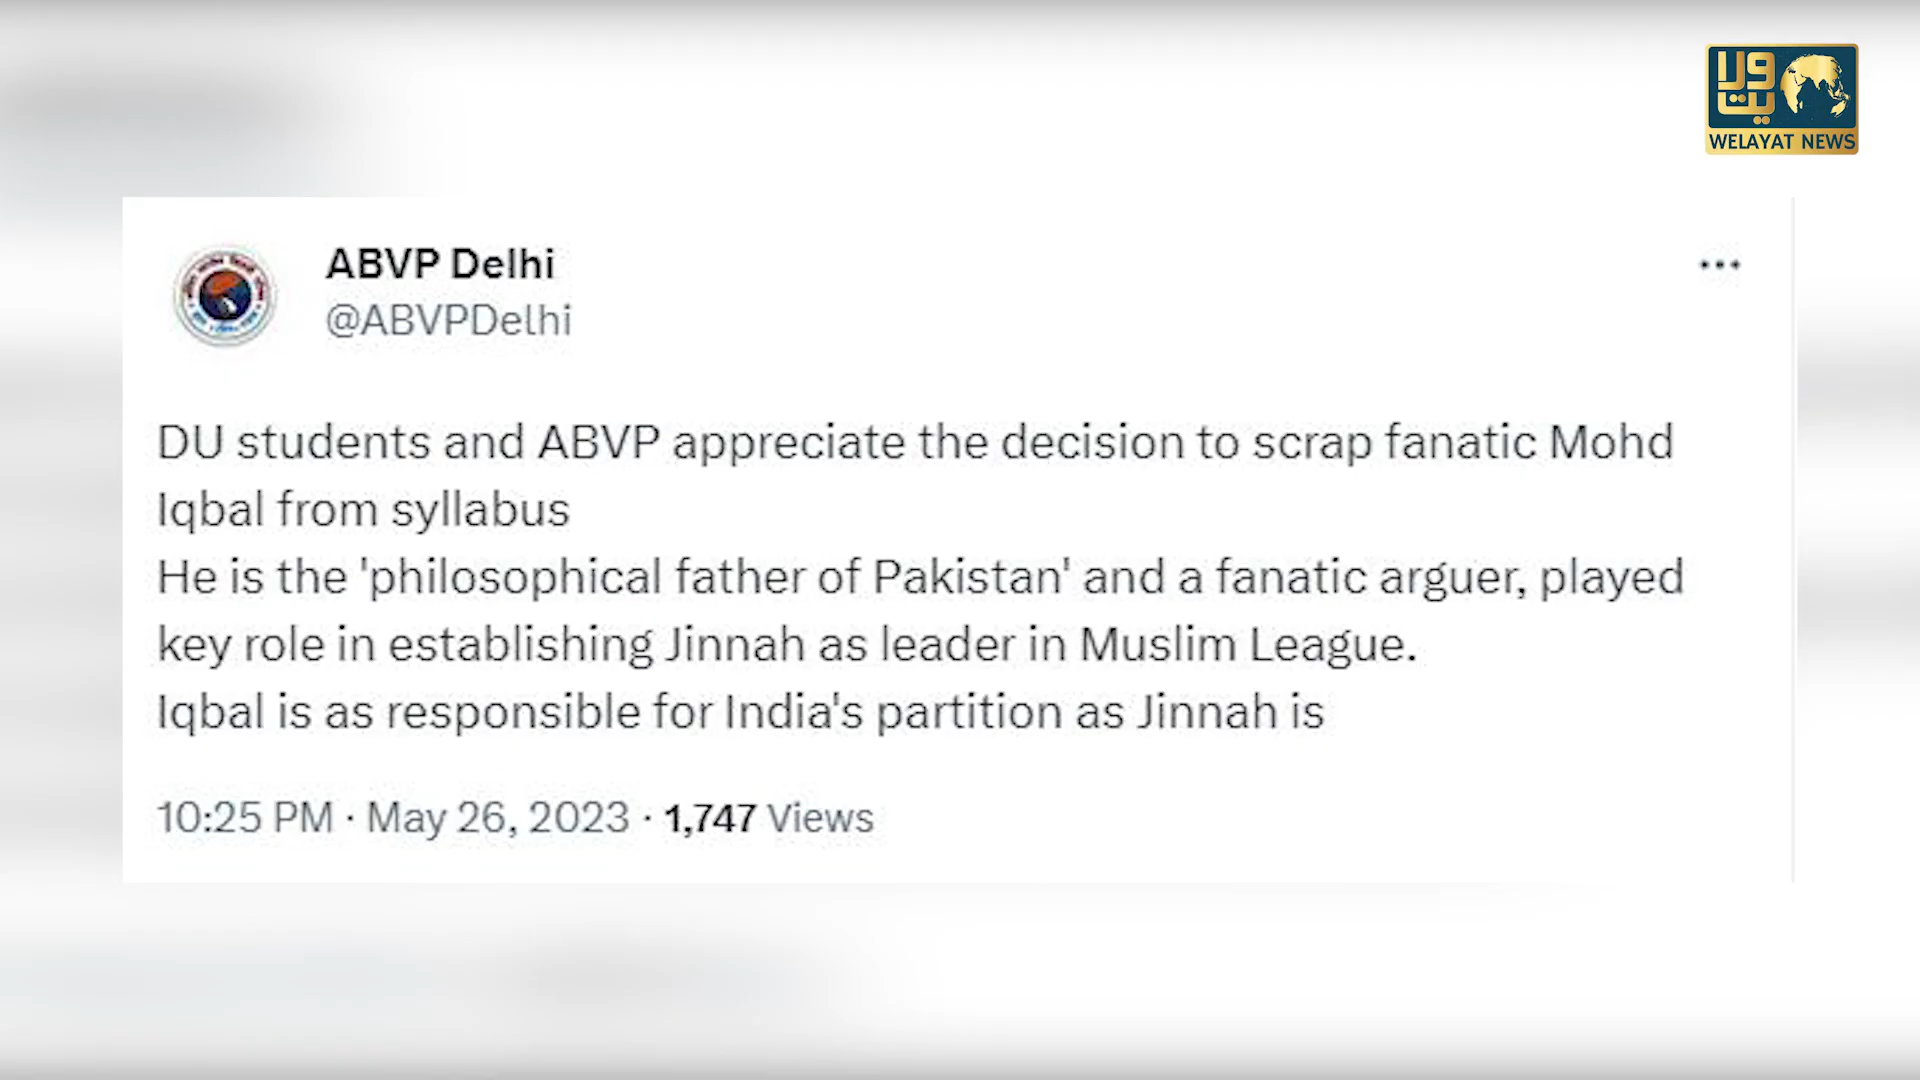 ولایت
WELAYAT NEWS
ABVP Delhi
@ABVPDelhi
DU students and ABVP appreciate the decision to scrap fanatic Mohd
Iqbal from syllabus
He is the 'philosophical father of Pakistan' and a fanatic arguer, played
key role in establishing Jinnah as leader in Muslim League.
Iqbal is as responsible for India's partition as Jinnah is
10:25 PM · May 26, 2023 · 1,747 Views